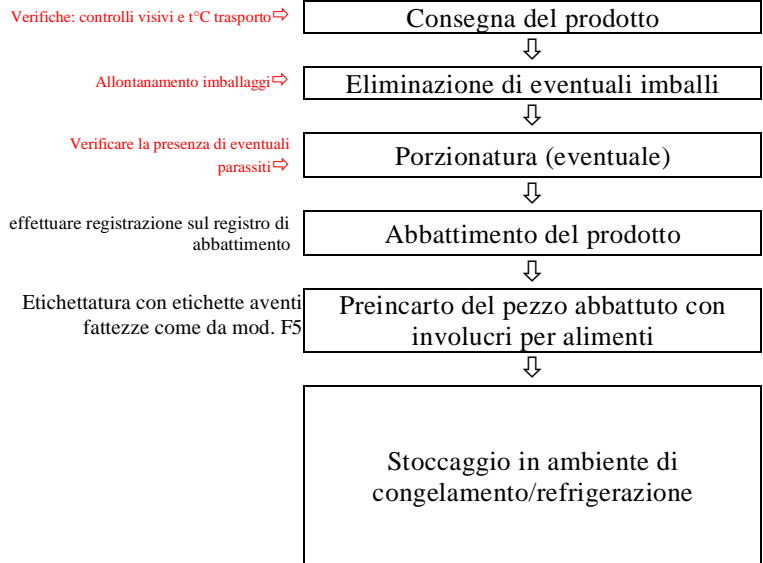 Verifiche: controlli visivi e t°C trasporto⇨
Consegna del prodotto
⇩
Allontanamento imballaggi⇨
Eliminazione di eventuali imballi
⇩
Verificare la presenza di eventuali
parassiti⇨
Porzionatura (eventuale)
⇩
effettuare registrazione sul registro di
abbattimento
Abbattimento del prodotto
⇩
Etichettatura con etichette aventi
fattezze come da mod. F5
Preincarto del pezzo abbattuto con
involucri per alimenti
⇩
Stoccaggio in ambiente di
congelamento/refrigerazione